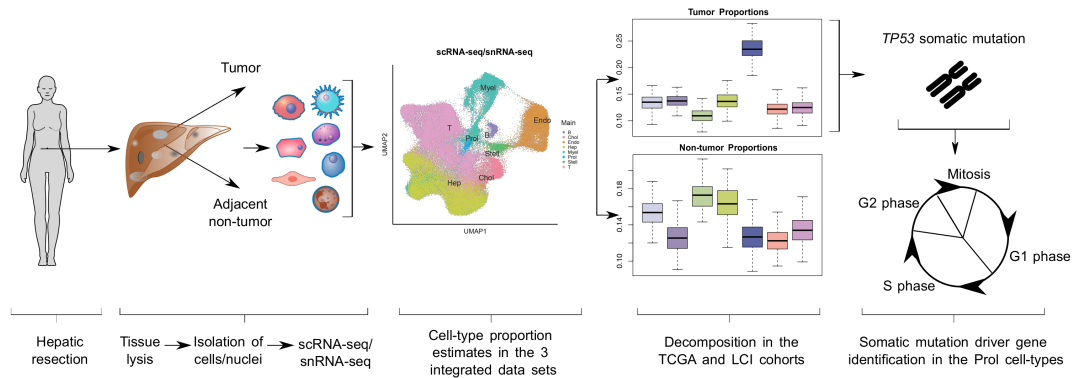 Tumor
Adjacent
non-tumor
scRNA-seq/snRNA-seq
UMAP2
UMAP1
Myel
T
Prol
B
Endo
Stell
Chol
Hep
Main
B
Chol
Endo
Hep
Myel
Prol
Stell
T
Tumor Proportions
0.25
0.20
0.15
0.10
Non-tumor Proportions
0.18
0.14
0.10
TP53 somatic mutation
Mitosis
G2 phase
G1 phase
S phase
Hepatic
resection
Tissue
lysis
Isolation of
cells/nuclei
scRNA-seq/
snRNA-seq
Cell-type proportion
estimates in the 3
integrated data sets
Decomposition in the
TCGA and LCI cohorts
Somatic mutation driver gene
identification in the Prol cell-types